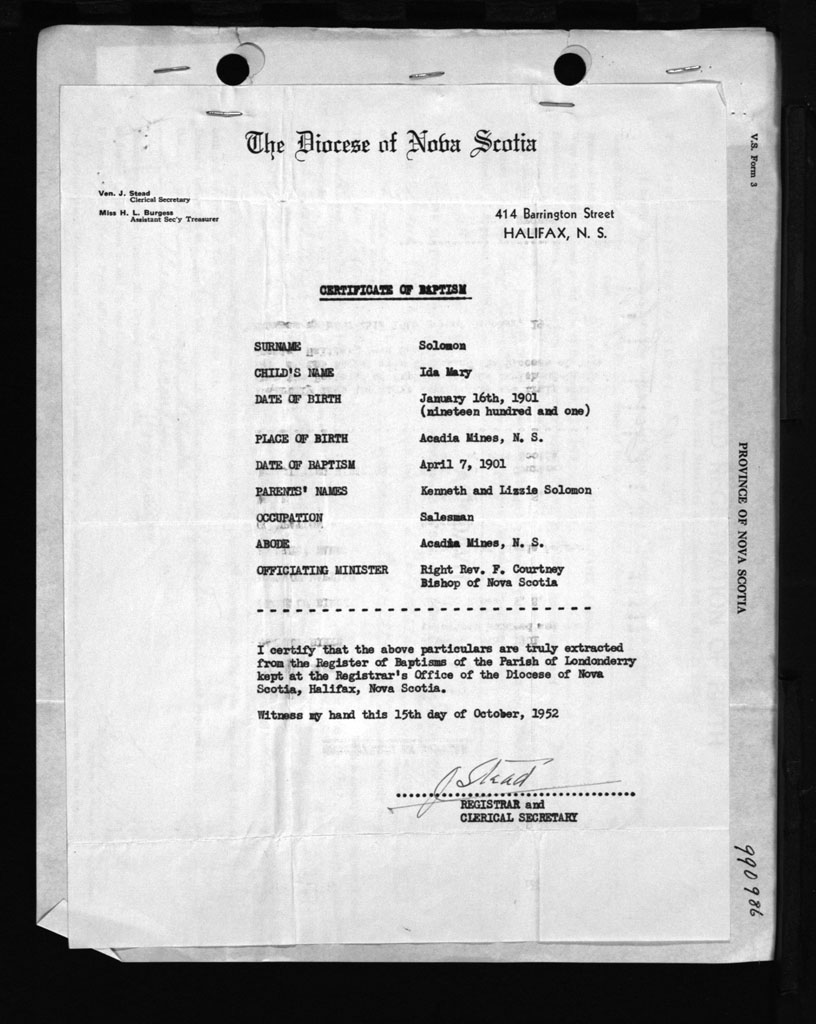 The Diocese of Nova Scotia
Ven. J. Stead
Clerical Secretary
Miss H. L. Burgess
Assistant Sec'y Treasurer
414 Barrington Street
HALIFAX, N. S.
CERTIFICATE OF BAPTISM
SURNAME Solomon
CHILD'S NAME Ida Mary
DATE OF BIRTH January 16th, 1901
(nineteen hundred and one)
PLACE OF BIRTH Acadia Mines, N. S.
DATE OF BAPTISM April 7, 1901
PARENTS' NAMES Kenneth and Lizzie Solomon
OCCUPATION Salesman
ABODE Acadia Mines, N. S.
OFFICIATING MINISTER Right Rev. F. Courtney
Bishop of Nova Scotia
I certify that the above particulars are truly extracted
from the Register of Baptisms of the Parish of Londonderry
kept at the Registrar's Office of the Diocese of Nova
Scotia, Halifax, Nova Scotia.
Witness my hand this 15th day of October, 1952
J Stead
REGISTRAR and
CLERICAL SECRETARY
V.S. Form 3
PROVINCE OF NOVA SCOTIA
990986